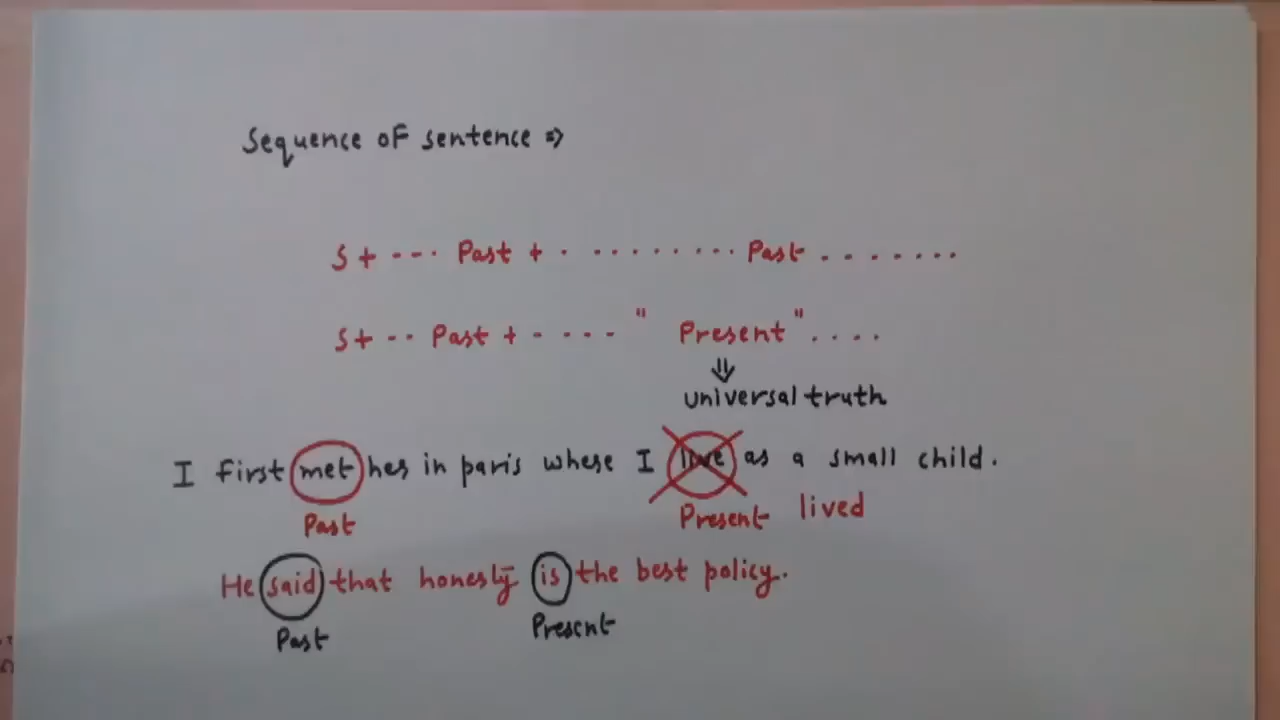 Sequence of sentence ⇒
S + --- Past + . ......... Past .......
S + -- Past + - ---- " Present " ....
⇓
universal truth
I first met her in paris where I live as a small child.
Past Present lived
He said that honesty is the best policy.
Past Present